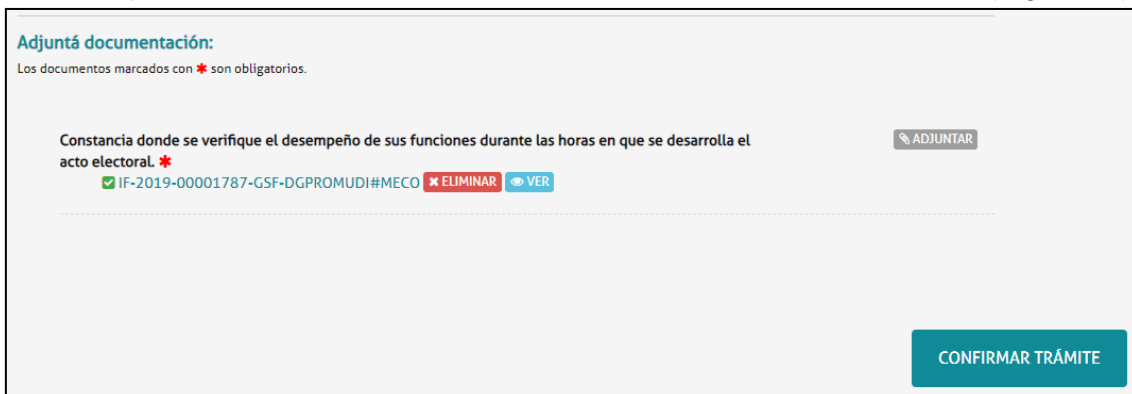 Adjuntá documentación:
Los documentos marcados con * son obligatorios.
Constancia donde se verifique el desempeño de sus funciones durante las horas en que se desarrolla el
acto electoral. *
ADJUNTAR
IF-2019-00001787-GSF-DGPROMUDI#MECO ELIMINAR VER
CONFIRMAR TRÁMITE